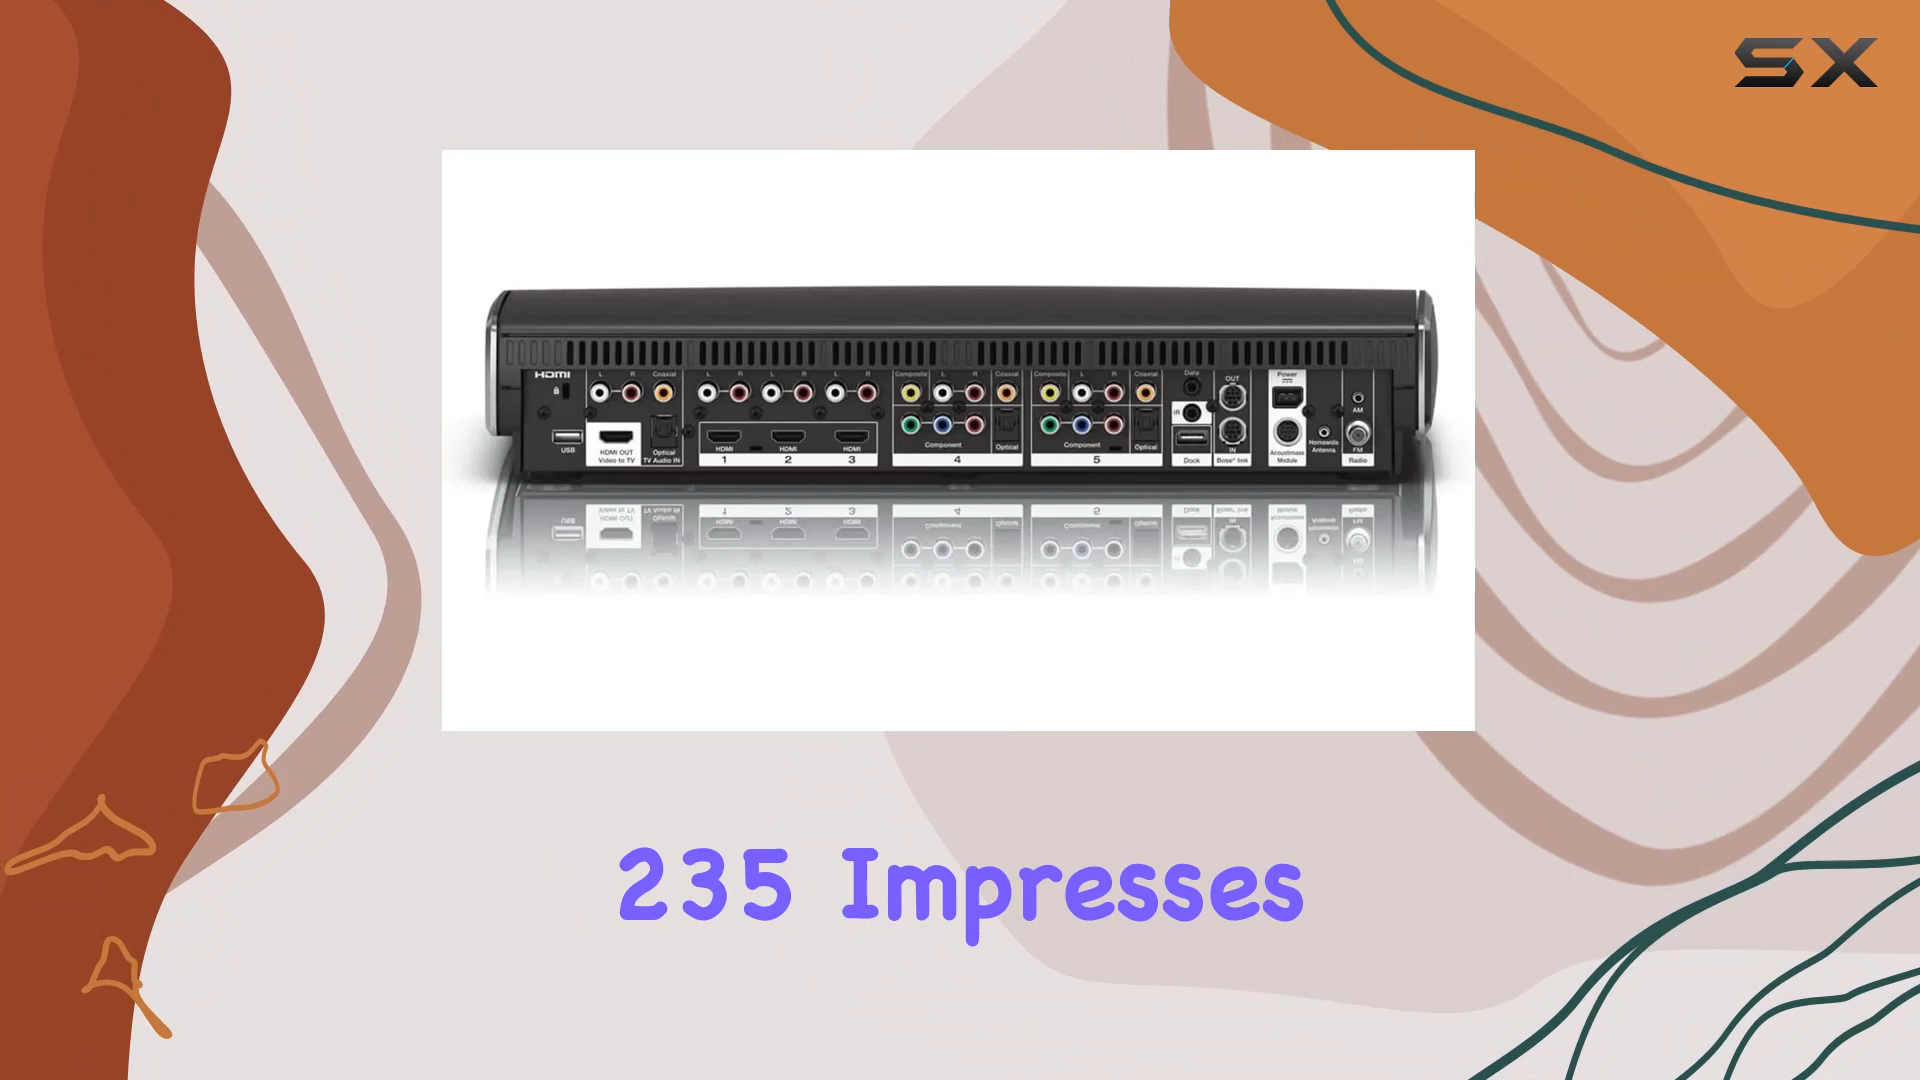 SX
L R Coaxial L R L R L R Composite L R Coaxial Composite L R Coaxial Data OUT Power
HDMI
IR
AM
USB
HDMI OUT
Video to TV
Optical
TV Audio IN
HDMI
1
HDMI
2
HDMI
3
Component
Optical
4
Component
Optical
5
Dock
IN
Bose® link
Acoustimass
Module
Homewide
Antenna
FM
Radio
235 Impresses